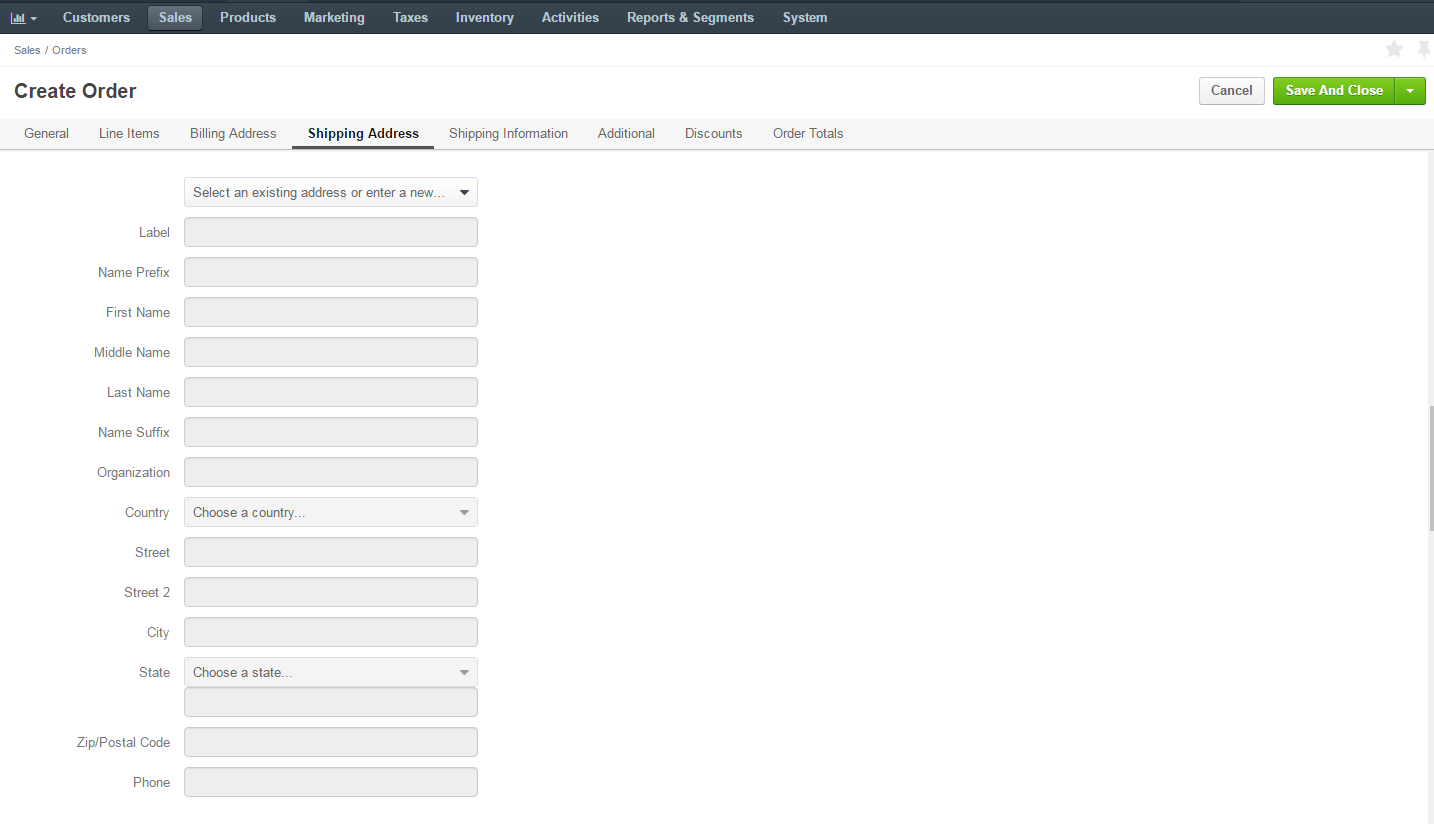 Customers Sales Products Marketing Taxes Inventory Activities Reports & Segments System
Sales / Orders
Create Order Cancel Save And Close
General Line Items Billing Address Shipping Address Shipping Information Additional Discounts Order Totals
Select an existing address or enter a new...
Label
Name Prefix
First Name
Middle Name
Last Name
Name Suffix
Organization
Country Choose a country...
Street
Street 2
City
State Choose a state...
Zip/Postal Code
Phone